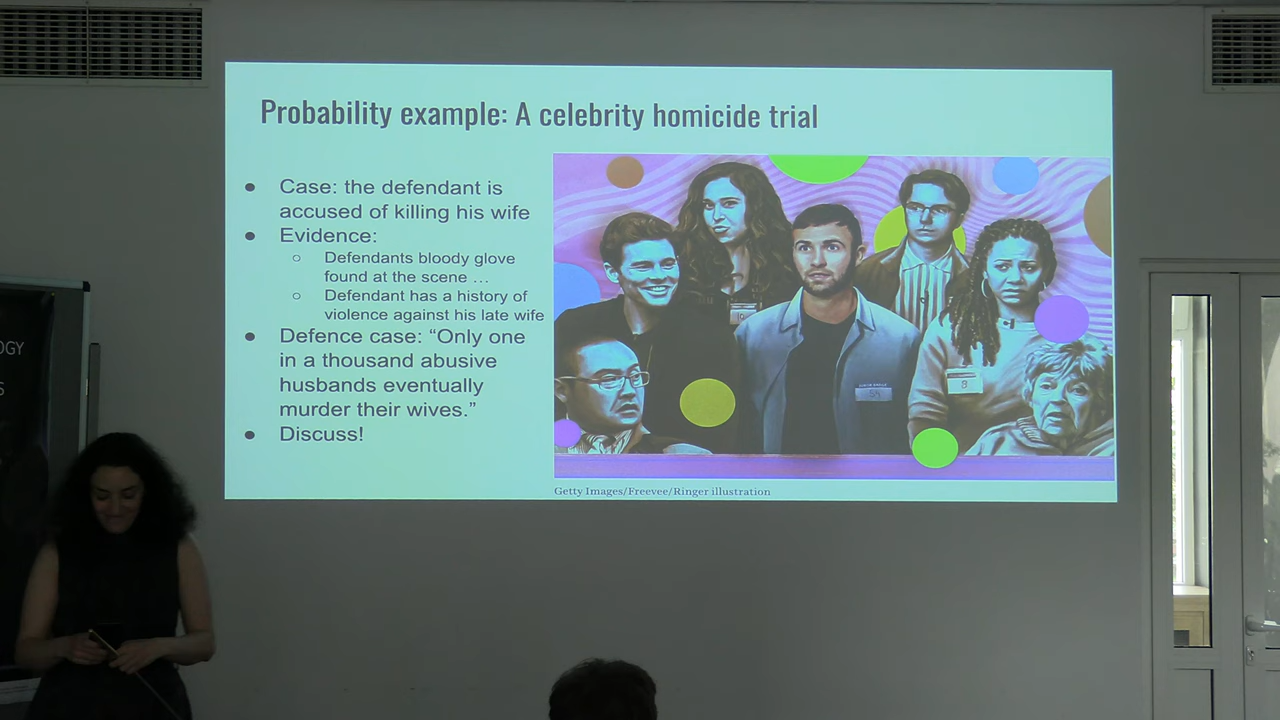 Probability example: A celebrity homicide trial
● Case: the defendant is
accused of killing his wife
● Evidence:
○ Defendants bloody glove
found at the scene ...
○ Defendant has a history of
violence against his late wife
● Defence case: “Only one
in a thousand abusive
husbands eventually
murder their wives.”
● Discuss!
Getty Images/Freevee/Ringer illustration
OGY
S
8